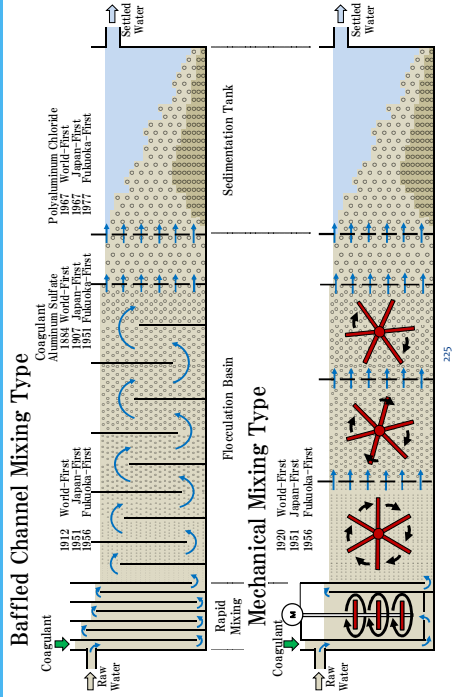 Baffled Channel Mixing Type
Coagulant
Raw
Water
1912 World-First
1951 Japan-First
1956 Fukuoka-First
Coagulant
Aluminum Sulfate
1884 World-First
1907 Japan-First
1951 Fukuoka-First
Polyaluminum Chloride
1967 World-First
1967 Japan-First
1977 Fukuoka-First
Settled
Water
Rapid
Mixing
Flocculation Basin
Sedimentation Tank
Mechanical Mixing Type
Coagulant
M
Raw
Water
1920 World-First
1951 Japan-First
1956 Fukuoka-First
Settled
Water
225